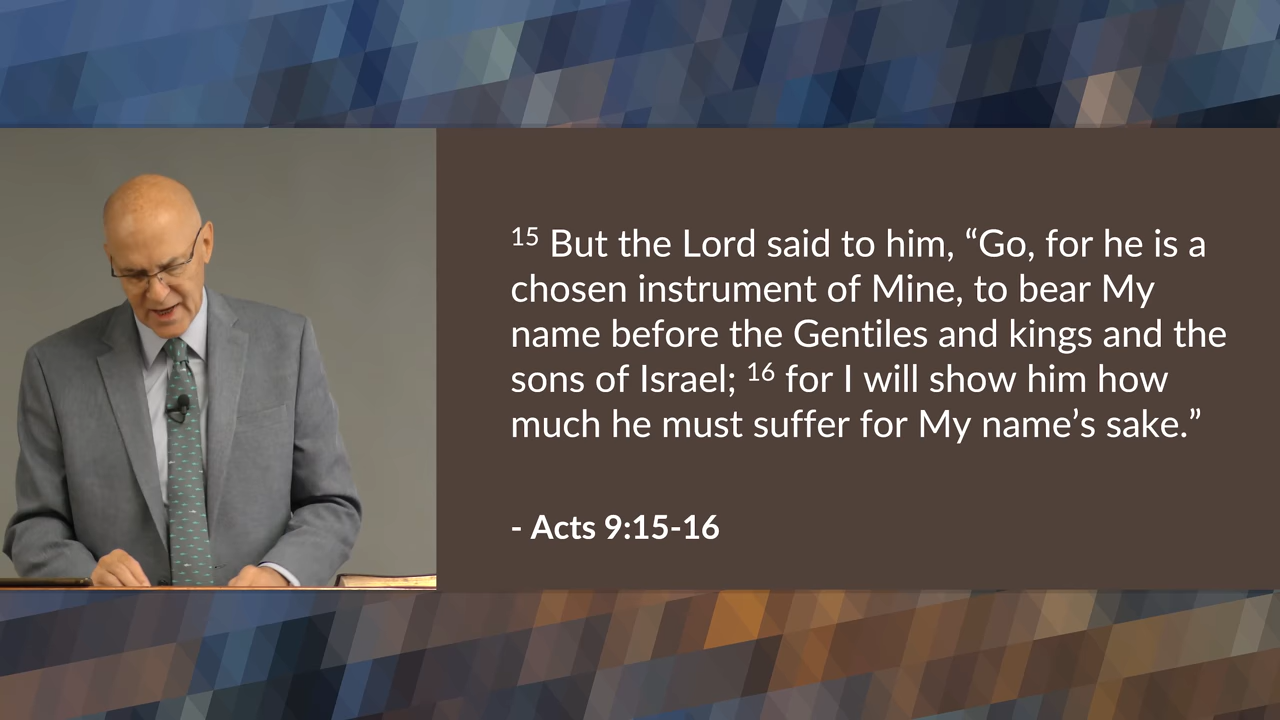 15 But the Lord said to him, “Go, for he is a
chosen instrument of Mine, to bear My
name before the Gentiles and kings and the
sons of Israel; 16 for I will show him how
much he must suffer for My name’s sake.”
- Acts 9:15-16